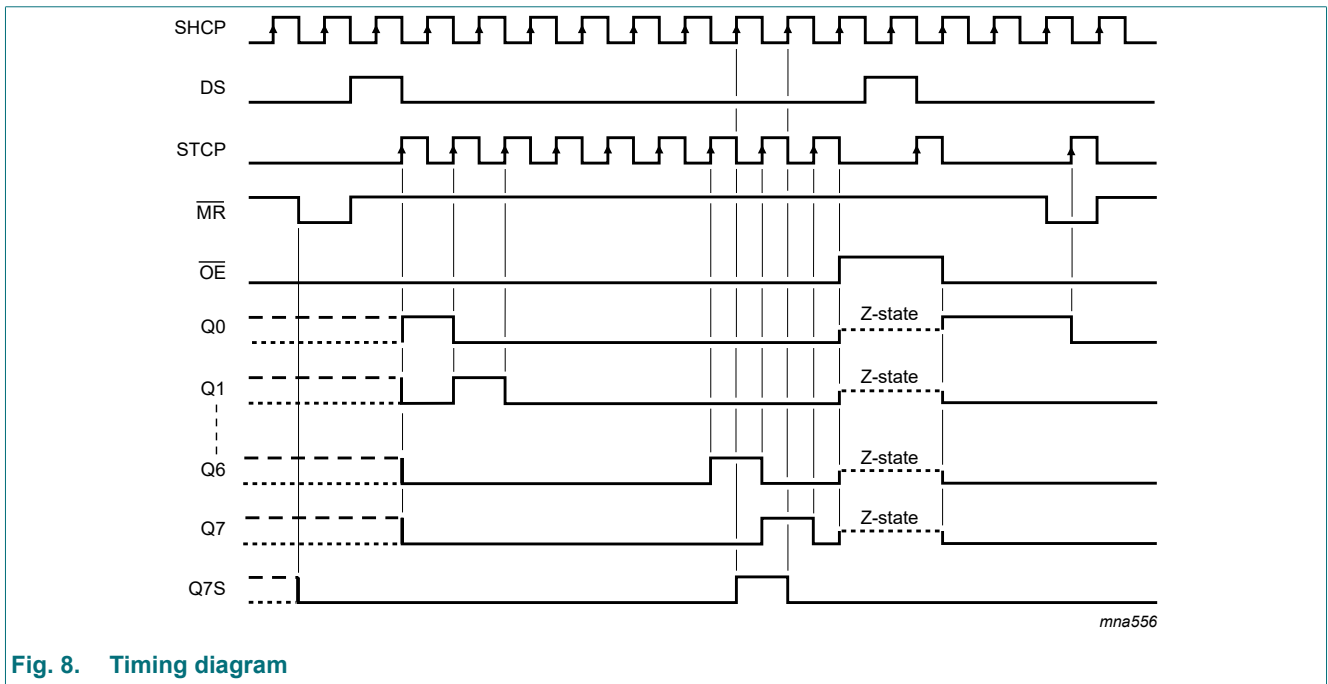 SHCP
DS
STCP
MR
OE
Q0
Z-state
Q1
Z-state
Q6
Z-state
Q7
Z-state
Q7S
mna556
Fig. 8. Timing diagram